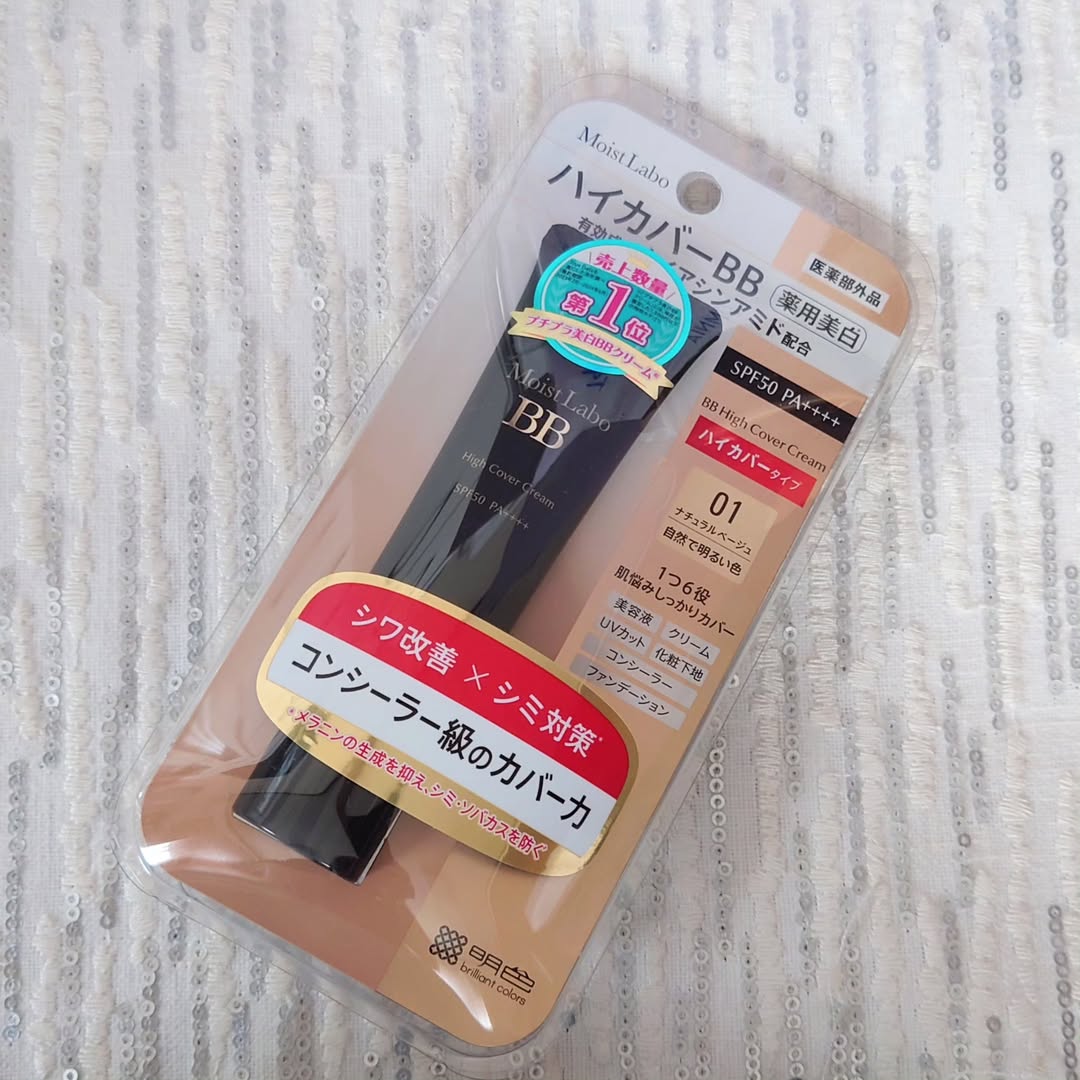 Moist Labo
ハイカバーBB
薬用美白
医薬部外品
有効成
イアシンアミド配合
売上数量
第1位
プチプラ美白BBクリーム*
Moist Labo
BB
High Cover Cream
SPF50 PA++++
SPF50 PA++++
BB High Cover Cream
ハイカバータイプ
01
ナチュラルベージュ
自然で明るい色
1つ6役
肌悩みしっかりカバー
美容液 クリーム
UVカット 化粧下地
コンシーラー
ファンデーション
シワ改善×シミ対策*
コンシーラー級のカバー力
*メラニンの生成を抑え、シミ・ソバカスを防ぐ
明色
brilliant colors